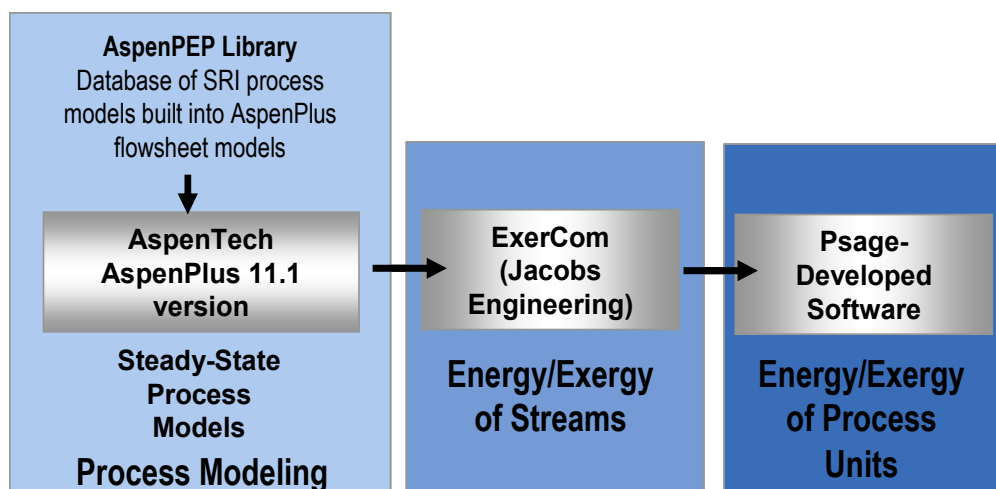 AspenPEP Library
Database of SRI process
models built into AspenPlus
flowsheet models
AspenTech
AspenPlus 11.1
version
Steady-State
Process
Models
Process Modeling
ExerCom
(Jacobs
Engineering)
Energy/Exergy
of Streams
Psage-
Developed
Software
Energy/Exergy
of Process
Units